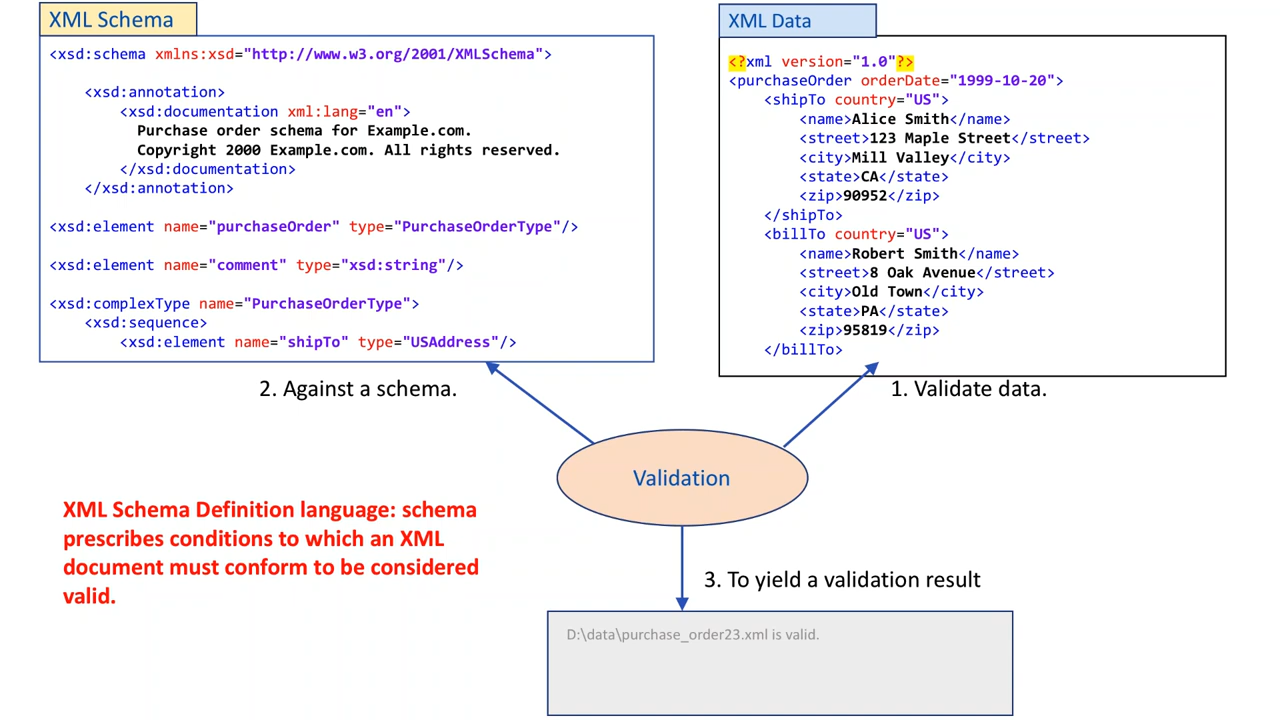 XML Schema
<xsd:schema xmlns:xsd="http://www.w3.org/2001/XMLSchema">
<xsd:annotation>
<xsd:documentation xml:lang="en">
Purchase order schema for Example.com.
Copyright 2000 Example.com. All rights reserved.
</xsd:documentation>
</xsd:annotation>
<xsd:element name="purchaseOrder" type="PurchaseOrderType"/>
<xsd:element name="comment" type="xsd:string"/>
<xsd:complexType name="PurchaseOrderType">
<xsd:sequence>
<xsd:element name="shipTo" type="USAddress"/>
XML Data
<?xml version="1.0"?>
<purchaseOrder orderDate="1999-10-20">
<shipTo country="US">
<name>Alice Smith</name>
<street>123 Maple Street</street>
<city>Mill Valley</city>
<state>CA</state>
<zip>90952</zip>
</shipTo>
<billTo country="US">
<name>Robert Smith</name>
<street>8 Oak Avenue</street>
<city>Old Town</city>
<state>PA</state>
<zip>95819</zip>
</billTo>
2. Against a schema.
1. Validate data.
Validation
XML Schema Definition language: schema
prescribes conditions to which an XML
document must conform to be considered
valid.
3. To yield a validation result
D:\data\purchase_order23.xml is valid.